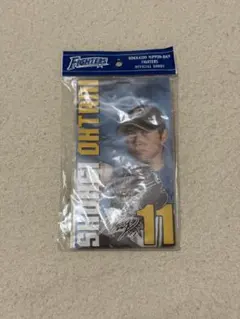 FIGHTERS
HOKKAIDO NIPPON-HAM
FIGHTERS
OFFICIAL GOODS
SHOHEI OHTANI
11